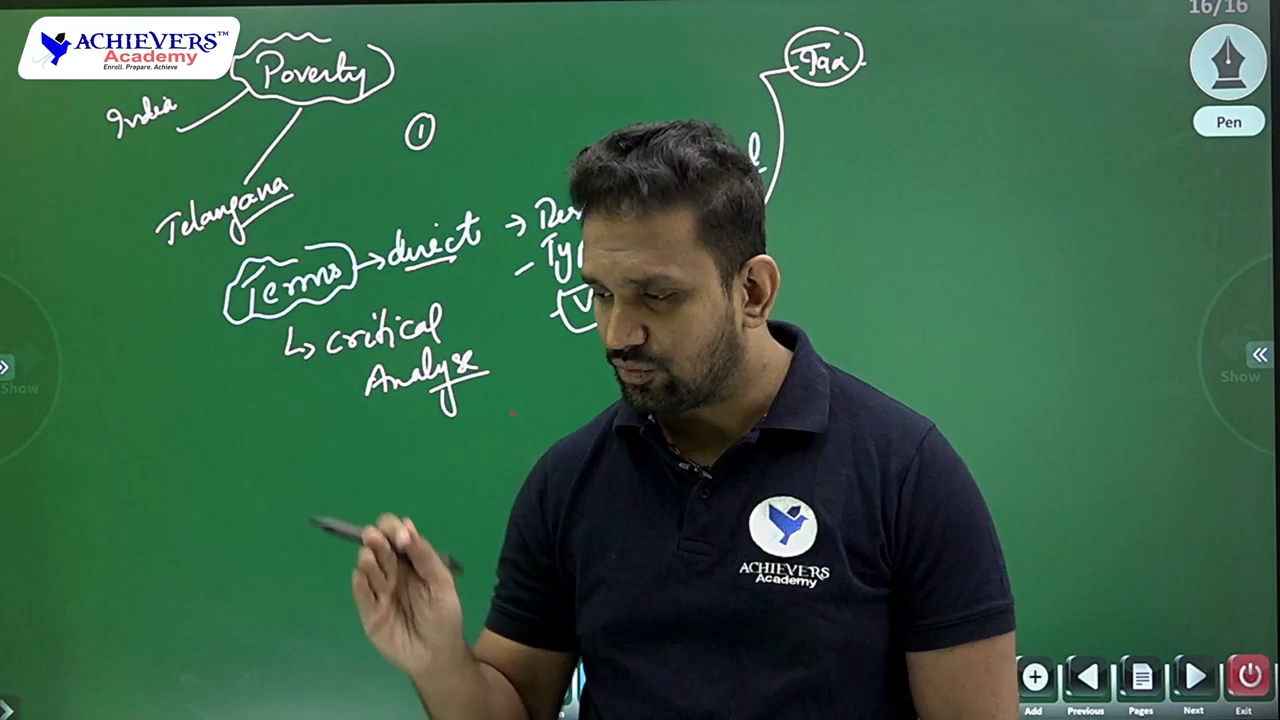 16/16
ACHIEVERS™
Academy
Enroll. Prepare. Achieve
Poverty
Tax
India
Pen
①
Telangana
Terms → direct →
↳ critical
Analyse
Show
Show
ACHIEVERS
Academy
Add
Previous
Pages
Next
Exit